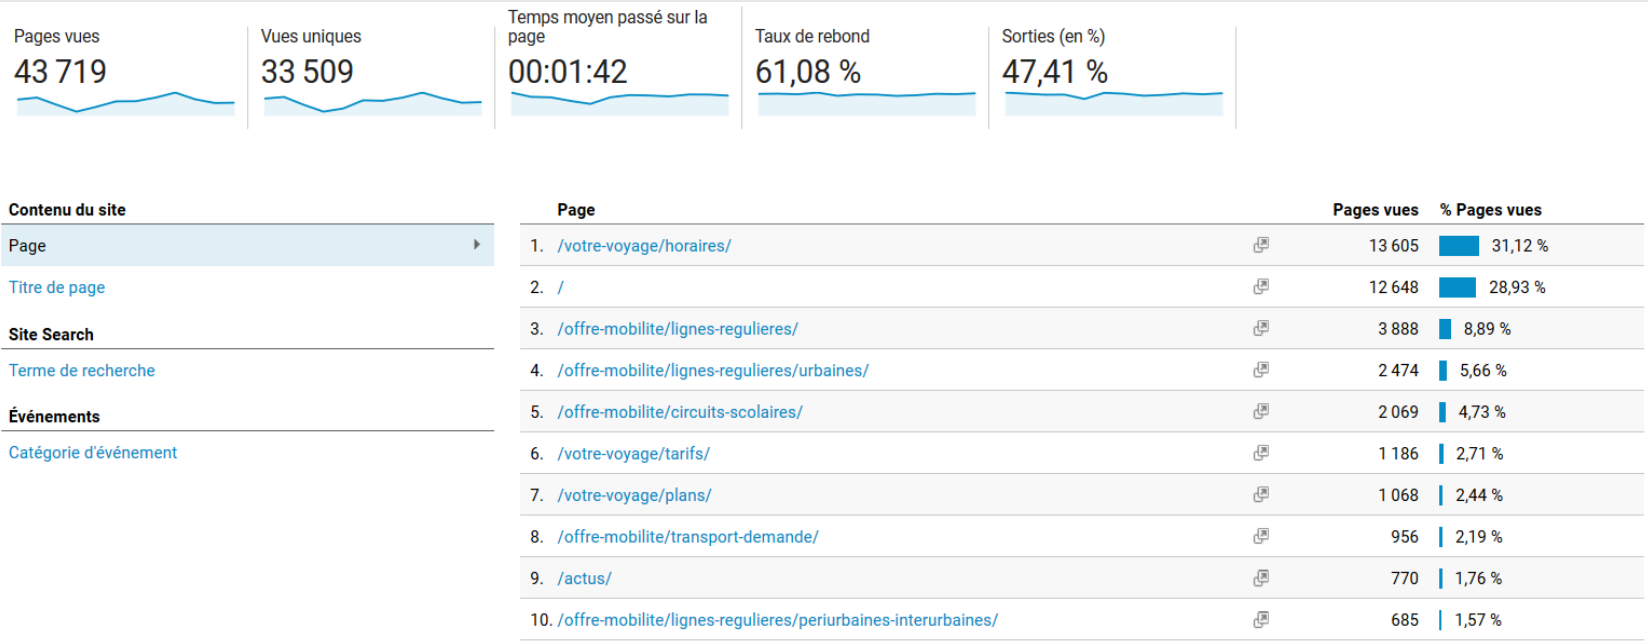 Pages vues
43 719
Vues uniques
33 509
Temps moyen passé sur la
page
00:01:42
Taux de rebond
61,08 %
Sorties (en %)
47,41 %
Contenu du site
Page
Titre de page
Site Search
Terme de recherche
Événements
Catégorie d'événement
Page Pages vues % Pages vues
1. /votre-voyage/horaires/ 13 605 31,12 %
2. / 12 648 28,93 %
3. /offre-mobilite/lignes-regulieres/ 3 888 8,89 %
4. /offre-mobilite/lignes-regulieres/urbaines/ 2 474 5,66 %
5. /offre-mobilite/circuits-scolaires/ 2 069 4,73 %
6. /votre-voyage/tarifs/ 1 186 2,71 %
7. /votre-voyage/plans/ 1 068 2,44 %
8. /offre-mobilite/transport-demande/ 956 2,19 %
9. /actus/ 770 1,76 %
10. /offre-mobilite/lignes-regulieres/periurbaines-interurbaines/ 685 1,57 %